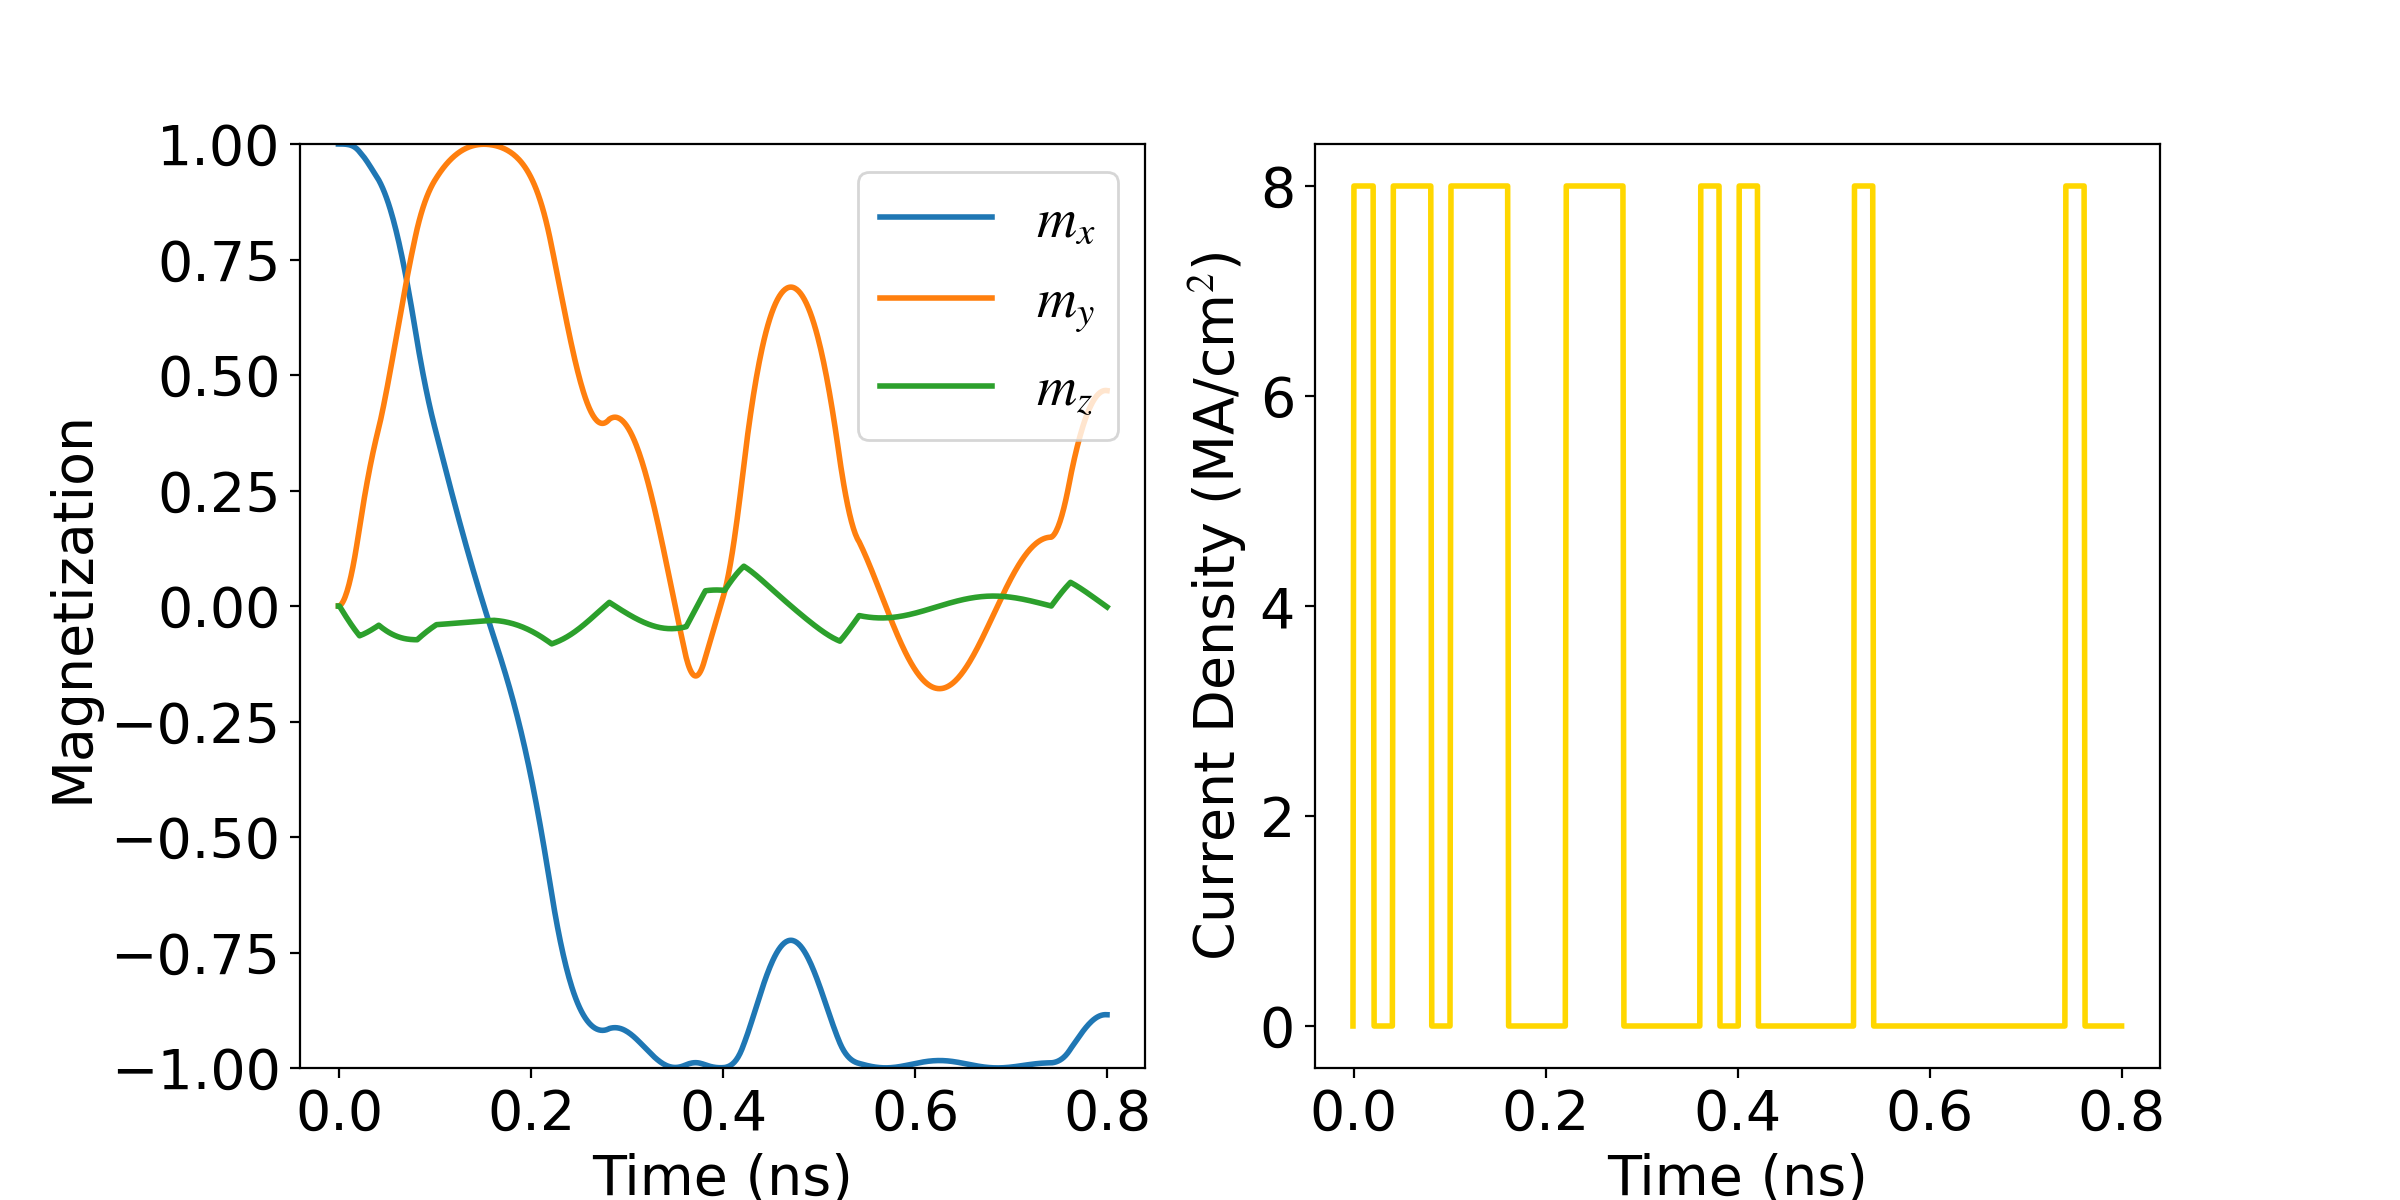 1.00
0.75
0.50
0.25
0.00
−0.25
−0.50
−0.75
−1.00
Magnetization
0.0 0.2 0.4 0.6 0.8
Time (ns)
m_x
m_y
m_z
8
6
4
2
0
Current Density (MA/cm²)
0.0 0.2 0.4 0.6 0.8
Time (ns)